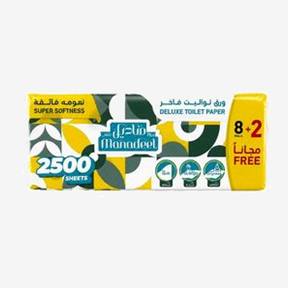 نعومه فائقة
SUPER SOFTNESS
مناديل
Manadeel
2500
SHEETS
ورق تواليت فاخر
DELUXE TOILET PAPER
8+2
مجاناً
FREE